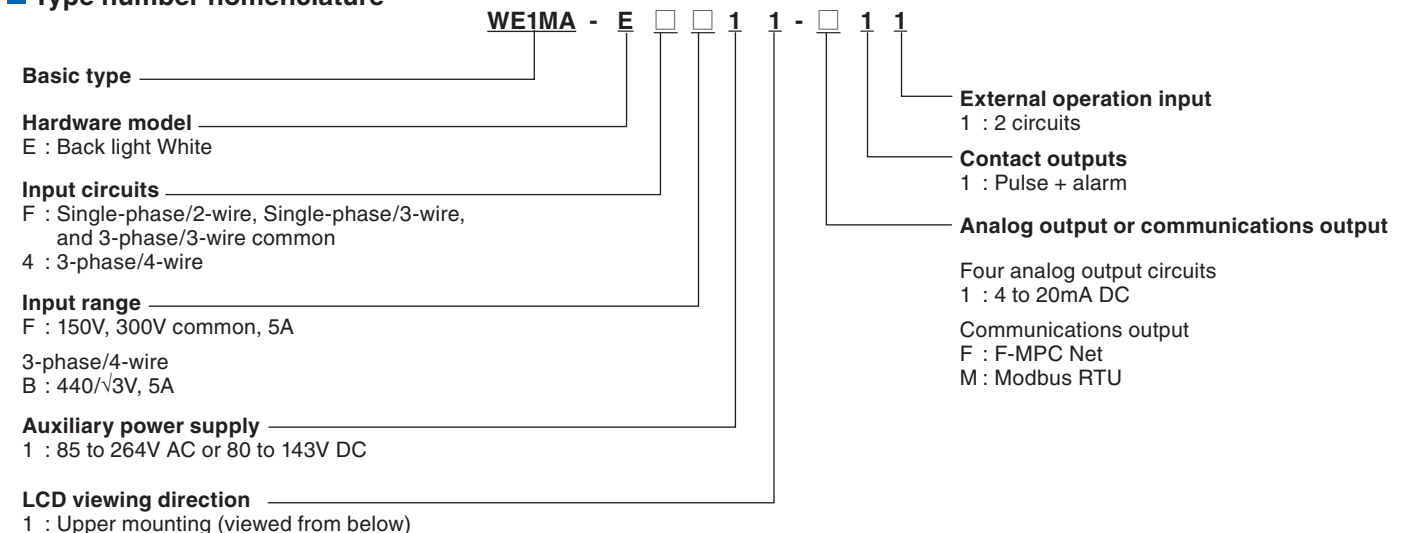 Type number nomenclature
WE1MA - E □ □ 1 1 - □ 1 1
Basic type
Hardware model
E : Back light White
Input circuits
F : Single-phase/2-wire, Single-phase/3-wire,
and 3-phase/3-wire common
4 : 3-phase/4-wire
Input range
F : 150V, 300V common, 5A
3-phase/4-wire
B : 440/√3V, 5A
Auxiliary power supply
1 : 85 to 264V AC or 80 to 143V DC
LCD viewing direction
1 : Upper mounting (viewed from below)
External operation input
1 : 2 circuits
Contact outputs
1 : Pulse + alarm
Analog output or communications output
Four analog output circuits
1 : 4 to 20mA DC
Communications output
F : F-MPC Net
M : Modbus RTU